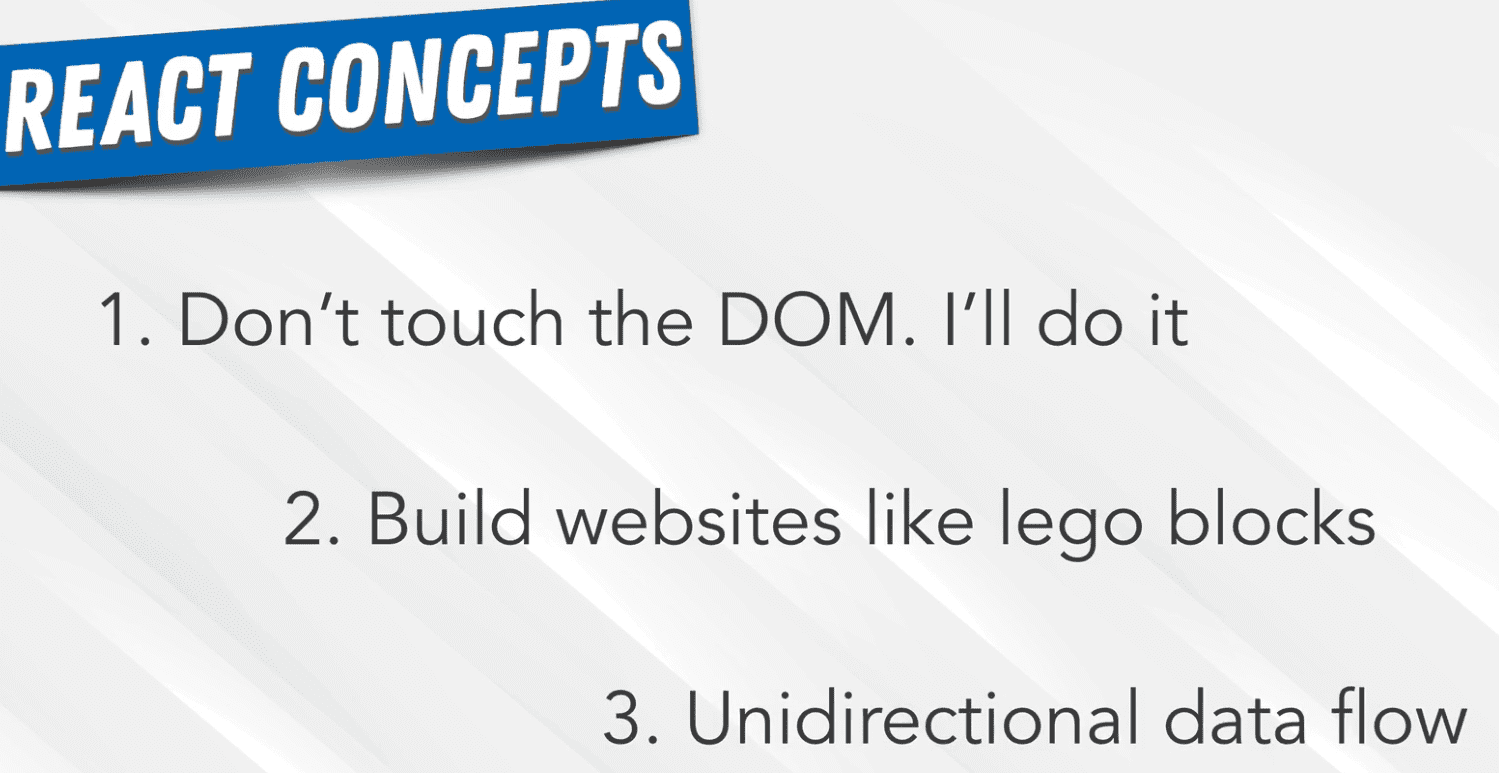 REACT CONCEPTS
1. Don’t touch the DOM. I’ll do it
2. Build websites like lego blocks
3. Unidirectional data flow